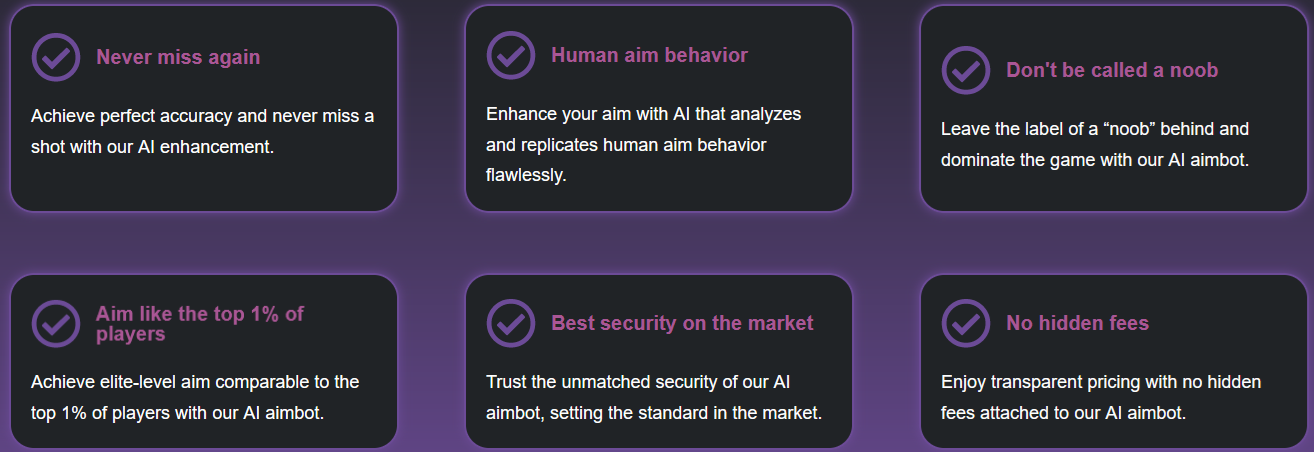 Never miss again
Achieve perfect accuracy and never miss a
shot with our AI enhancement.
Human aim behavior
Enhance your aim with AI that analyzes
and replicates human aim behavior
flawlessly.
Don't be called a noob
Leave the label of a “noob” behind and
dominate the game with our AI aimbot.
Aim like the top 1% of
players
Achieve elite-level aim comparable to the
top 1% of players with our AI aimbot.
Best security on the market
Trust the unmatched security of our AI
aimbot, setting the standard in the market.
No hidden fees
Enjoy transparent pricing with no hidden
fees attached to our AI aimbot.